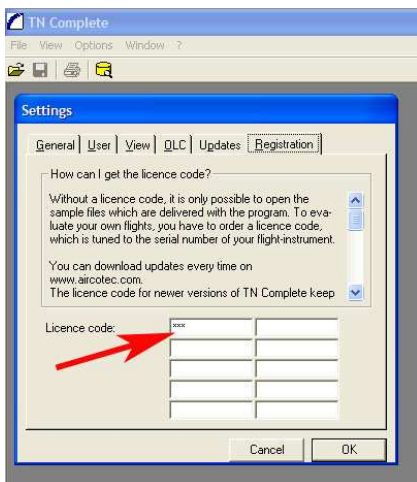 TN Complete
File View Options Window ?
Settings
General User View OLC Updates Registration
How can I get the licence code?
Without a licence code, it is only possible to open the
sample files which are delivered with the program. To eva-
luate your own flights, you have to order a licence code,
which is tuned to the serial number of your flight-instrument.
You can download updates every time on
www.aircotec.com.
The licence code for newer versions of TN Complete keep
Licence code: xxx
Cancel OK